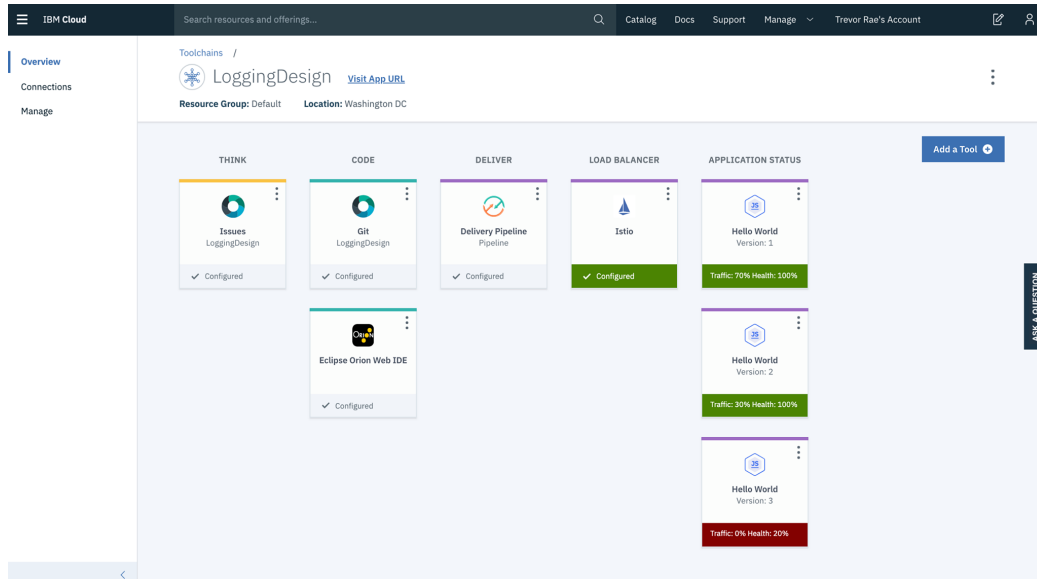 IBM Cloud
Search resources and offerings...
Catalog
Docs
Support
Manage
Trevor Rae's Account
Overview
Connections
Manage
Toolchains /
LoggingDesign
Visit App URL
Resource Group: Default
Location: Washington DC
Add a Tool
THINK
CODE
DELIVER
LOAD BALANCER
APPLICATION STATUS
Issues
LoggingDesign
Configured
Git
LoggingDesign
Configured
Delivery Pipeline
Pipeline
Configured
Istio
Configured
JS
Hello World
Version: 1
Traffic: 70% Health: 100%
ORION
Eclipse Orion Web IDE
Configured
JS
Hello World
Version: 2
Traffic: 30% Health: 100%
JS
Hello World
Version: 3
Traffic: 0% Health: 20%
ASK A QUESTION